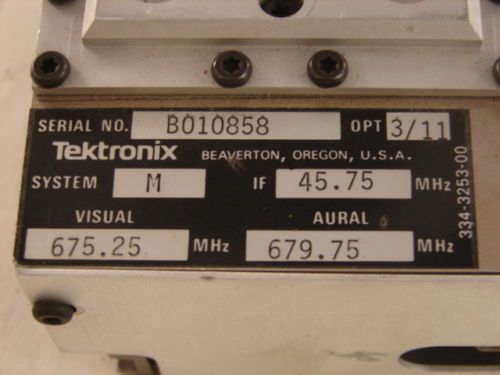 SERIAL NO. B010858 OPT 3/11
Tektronix BEAVERTON, OREGON, U.S.A.
SYSTEM M IF 45.75 MHz
VISUAL AURAL
675.25 MHz 679.75 MHz
334-3253-00